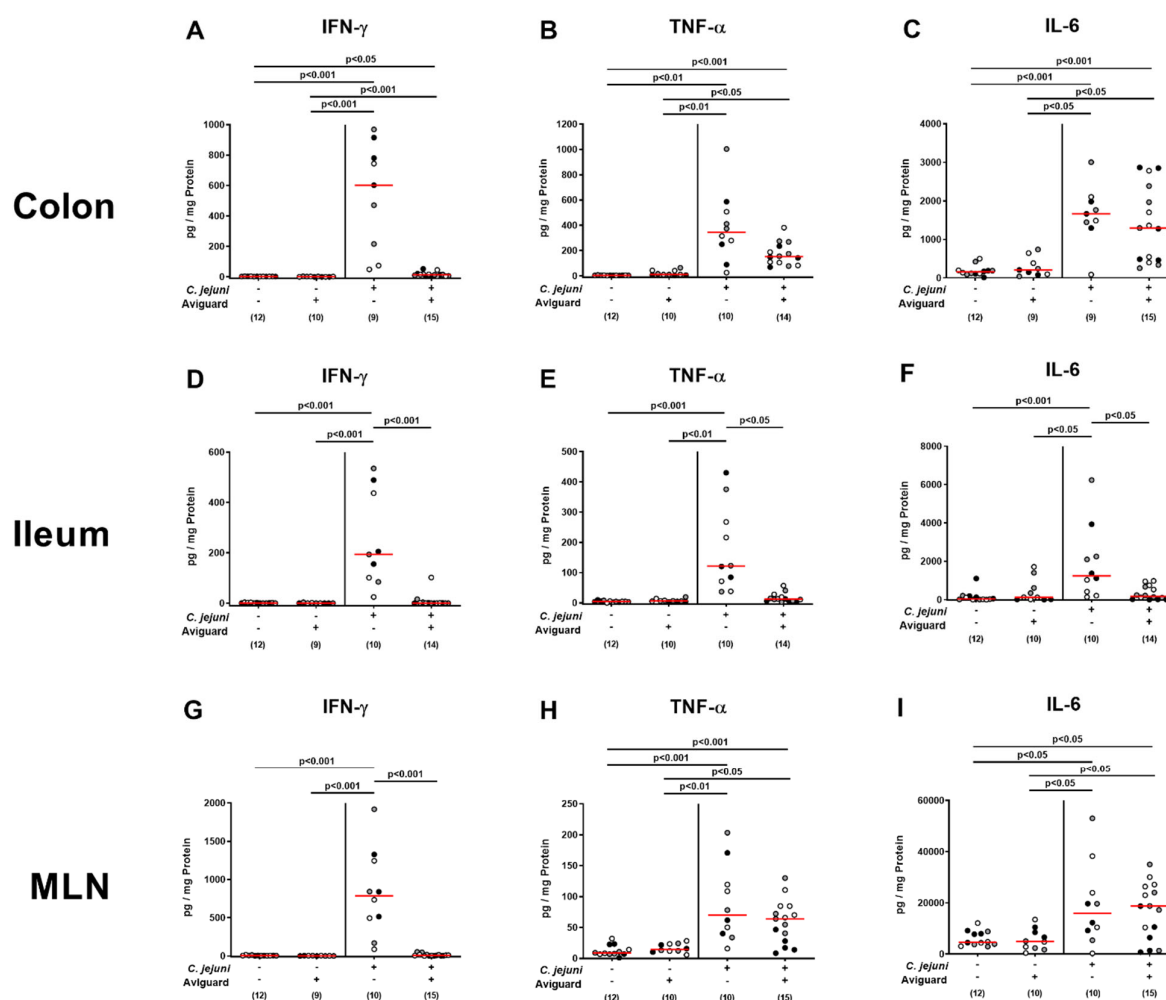 A IFN-γ
p<0.05
p<0.001
p<0.001
p<0.001
1000
800
600
400
200
0
pg / mg Protein
C. jejuni - - + +
Aviguard - + - +
(12) (10) (9) (15)
B TNF-α
p<0.001
p<0.01
p<0.05
p<0.01
1200
1000
800
600
400
200
0
pg / mg Protein
C. jejuni - - + +
Aviguard - + - +
(12) (10) (10) (14)
C IL-6
p<0.001
p<0.001
p<0.05
p<0.05
4000
3000
2000
1000
0
pg / mg Protein
C. jejuni - - + +
Aviguard - + - +
(12) (9) (9) (15)
Colon
D IFN-γ
p<0.001
p<0.001
p<0.001
600
400
200
0
pg / mg Protein
C. jejuni - - + +
Aviguard - + - +
(12) (9) (10) (14)
E TNF-α
p<0.001
p<0.05
p<0.01
500
400
300
200
100
0
pg / mg Protein
C. jejuni - - + +
Aviguard - + - +
(12) (10) (10) (14)
F IL-6
p<0.001
p<0.05
p<0.05
8000
6000
4000
2000
0
pg / mg Protein
C. jejuni - - + +
Aviguard - + - +
(12) (10) (10) (14)
Ileum
G IFN-γ
p<0.001
p<0.001
p<0.001
2000
1500
1000
500
0
pg / mg Protein
C. jejuni - - + +
Aviguard - + - +
(12) (9) (10) (15)
H TNF-α
p<0.001
p<0.001
p<0.05
p<0.01
250
200
150
100
50
0
pg / mg Protein
C. jejuni - - + +
Aviguard - + - +
(12) (10) (10) (15)
I IL-6
p<0.05
p<0.05
p<0.05
p<0.05
60000
40000
20000
0
pg / mg Protein
C. jejuni - - + +
Aviguard - + - +
(12) (10) (10) (15)
MLN